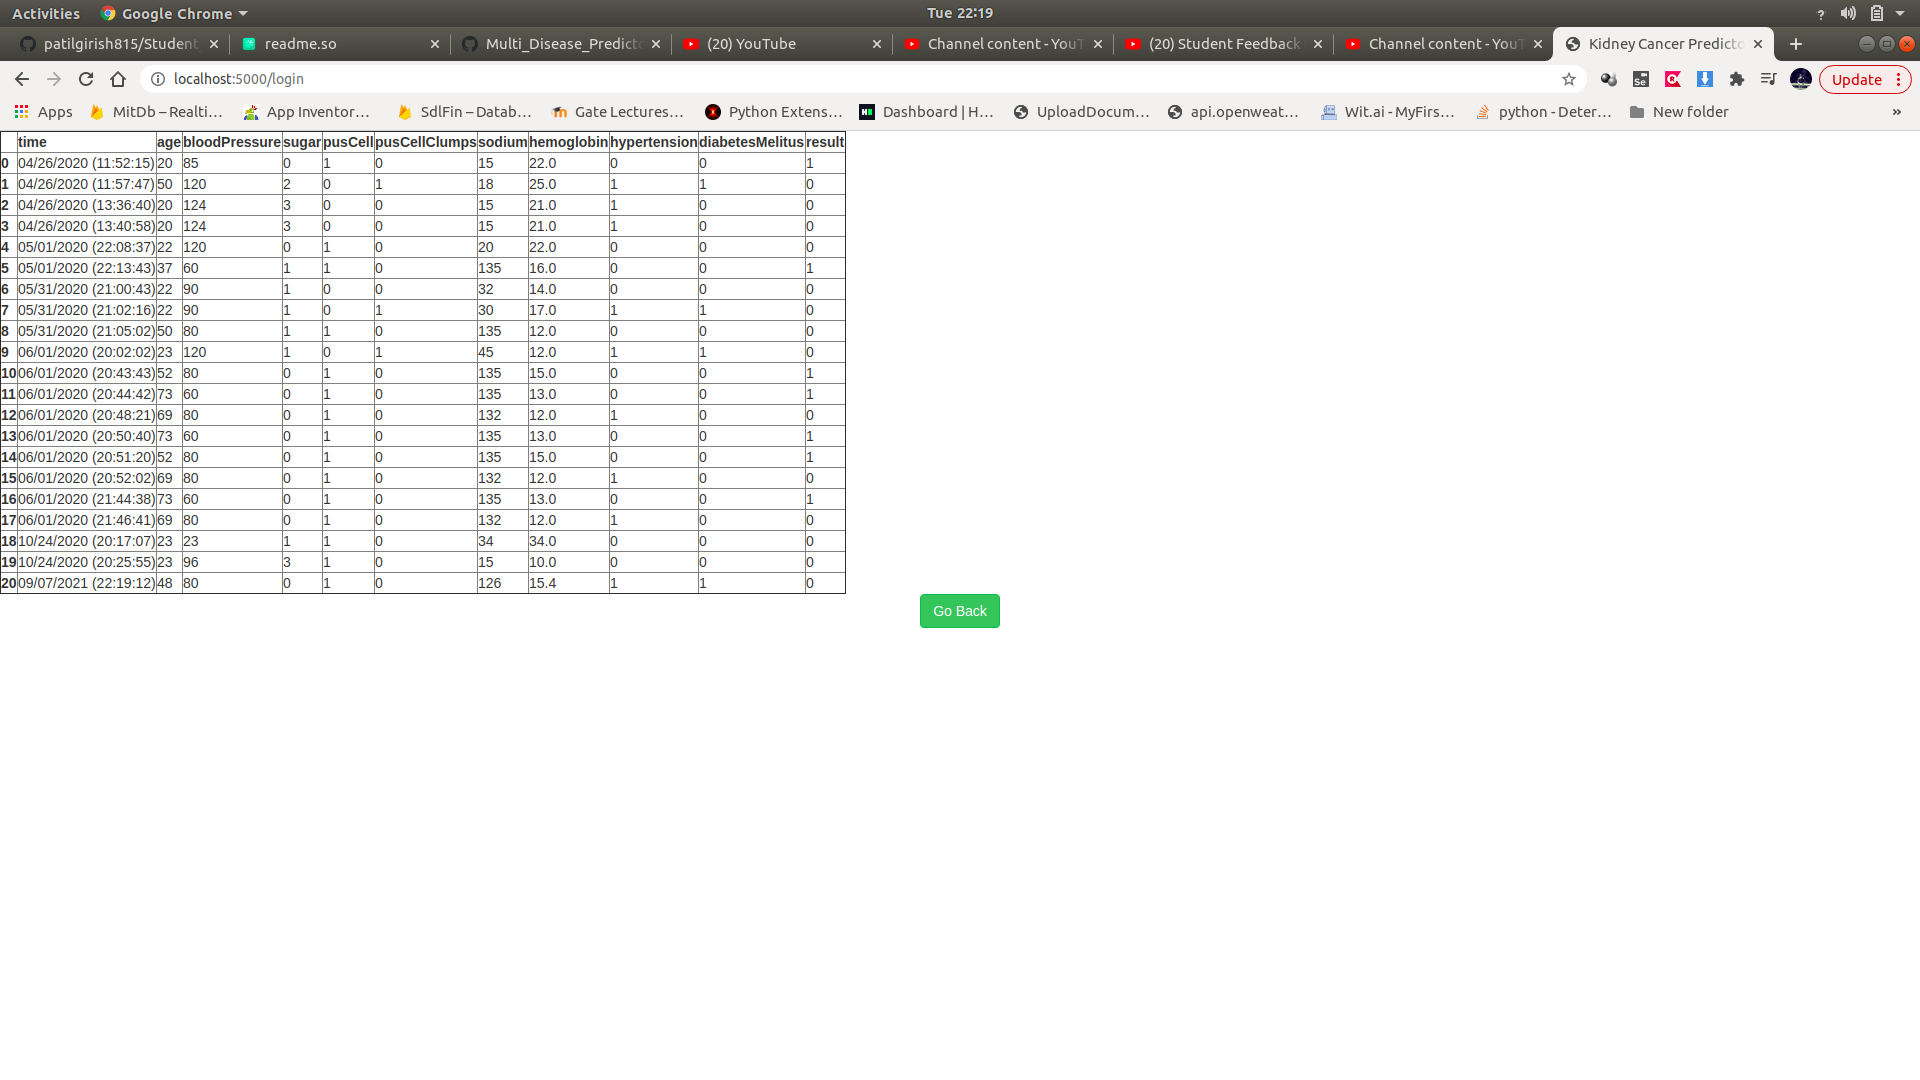 Activities Google Chrome Tue 22:19
patilgirish815/Student readme.so Multi_Disease_Predicto (20) YouTube Channel content - YouT (20) Student Feedback Channel content - YouT Kidney Cancer Predicto
localhost:5000/login Update
Apps MitDb – Realti… App Inventor… SdlFin – Datab… Gate Lectures… Python Extens… Dashboard | H… UploadDocum… api.openweat… Wit.ai - MyFirs… python - Deter… New folder »
time age bloodPressure sugar pusCell pusCellClumps sodium hemoglobin hypertension diabetesMelitus result
0 04/26/2020 (11:52:15) 20 85 0 1 0 15 22.0 0 0 1
1 04/26/2020 (11:57:47) 50 120 2 0 1 18 25.0 1 1 0
2 04/26/2020 (13:36:40) 20 124 3 0 0 15 21.0 1 0 0
3 04/26/2020 (13:40:58) 20 124 3 0 0 15 21.0 1 0 0
4 05/01/2020 (22:08:37) 22 120 0 1 0 20 22.0 0 0 0
5 05/01/2020 (22:13:43) 37 60 1 1 0 135 16.0 0 0 1
6 05/31/2020 (21:00:43) 22 90 1 0 0 32 14.0 0 0 0
7 05/31/2020 (21:02:16) 22 90 1 0 1 30 17.0 1 1 0
8 05/31/2020 (21:05:02) 50 80 1 1 0 135 12.0 0 0 0
9 06/01/2020 (20:02:02) 23 120 1 0 1 45 12.0 1 1 0
10 06/01/2020 (20:43:43) 52 80 0 1 0 135 15.0 0 0 1
11 06/01/2020 (20:44:42) 73 60 0 1 0 135 13.0 0 0 1
12 06/01/2020 (20:48:21) 69 80 0 1 0 132 12.0 1 0 0
13 06/01/2020 (20:50:40) 73 60 0 1 0 135 13.0 0 0 1
14 06/01/2020 (20:51:20) 52 80 0 1 0 135 15.0 0 0 1
15 06/01/2020 (20:52:02) 69 80 0 1 0 132 12.0 1 0 0
16 06/01/2020 (21:44:38) 73 60 0 1 0 135 13.0 0 0 1
17 06/01/2020 (21:46:41) 69 80 0 1 0 132 12.0 1 0 0
18 10/24/2020 (20:17:07) 23 23 1 1 0 34 34.0 0 0 0
19 10/24/2020 (20:25:55) 23 96 3 1 0 15 10.0 0 0 0
20 09/07/2021 (22:19:12) 48 80 0 1 0 126 15.4 1 1 0
Go Back